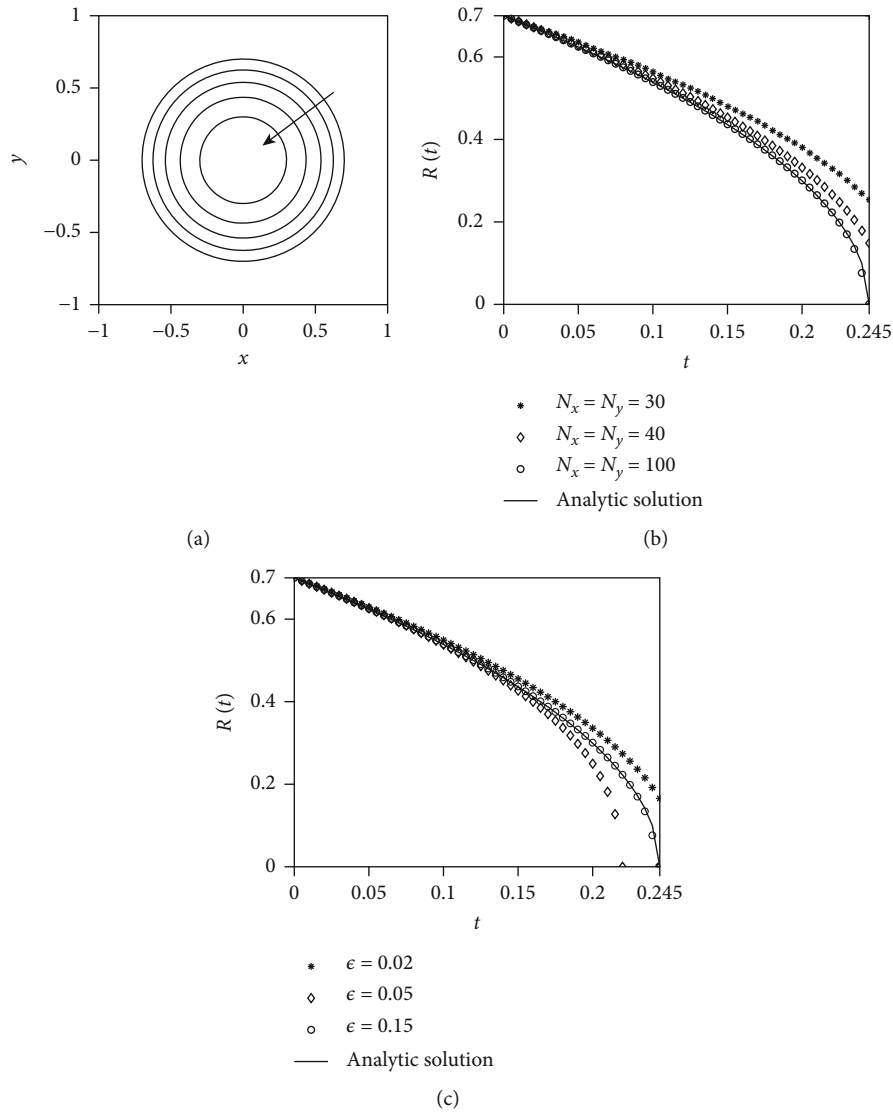 1
0.5
y
0
−0.5
−1
−1
−0.5
0
0.5
1
x
(a)
0.7
0.6
0.4
R (t)
0.2
0
0
0.05
0.1
0.15
0.2
0.245
t
* N_x = N_y = 30
◇ N_x = N_y = 40
○ N_x = N_y = 100
Analytic solution
(b)
0.7
0.6
0.4
R (t)
0.2
0
0
0.05
0.1
0.15
0.2
0.245
t
* ϵ = 0.02
◇ ϵ = 0.05
○ ϵ = 0.15
Analytic solution
(c)